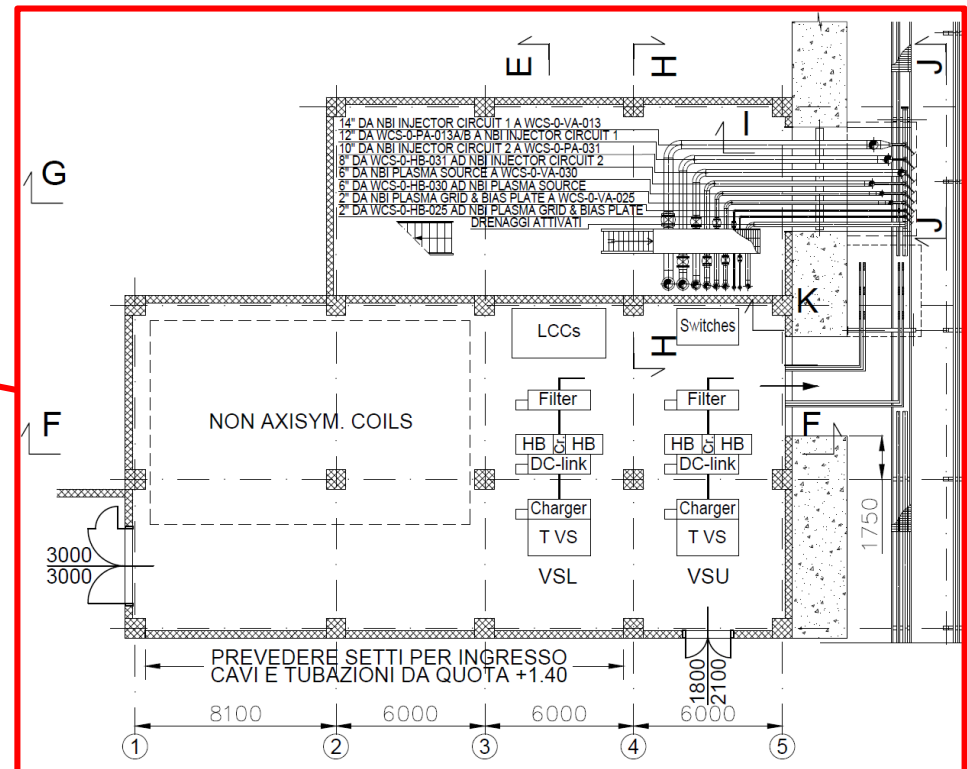 E H
J
14" DA NBI INJECTOR CIRCUIT 1 A WCS-0-VA-013
12" DA WCS-0-PA-013A/B A NBI INJECTOR CIRCUIT 1
I
10" DA NBI INJECTOR CIRCUIT 2 A WCS-0-PA-031
8" DA WCS-0-HB-031 AD NBI INJECTOR CIRCUIT 2
G
6" DA NBI PLASMA SOURCE A WCS-0-VA-030
6" DA WCS-0-HB-030 AD NBI PLASMA SOURCE
2" DA NBI PLASMA GRID & BIAS PLATE A WCS-0-VA-025
2" DA WCS-0-HB-025 AD NBI PLASMA GRID & BIAS PLATE
DRENAGGI ATTIVATI
J
K
LCCs Switches
H
Filter Filter
F NON AXISYM. COILS F
HB Cr. HB HB Cr. HB
DC-link DC-link
Charger Charger
1750
T VS T VS
3000
3000
VSL VSU
PREVEDERE SETTI PER INGRESSO
CAVI E TUBAZIONI DA QUOTA +1.40
1800
2100
8100 6000 6000 6000
1 2 3 4 5